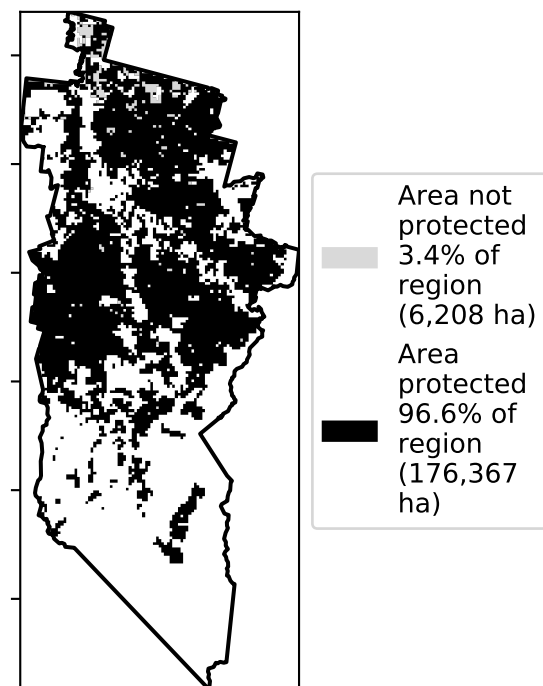 Area not
protected
3.4% of
region
(6,208 ha)
Area
protected
96.6% of
region
(176,367
ha)